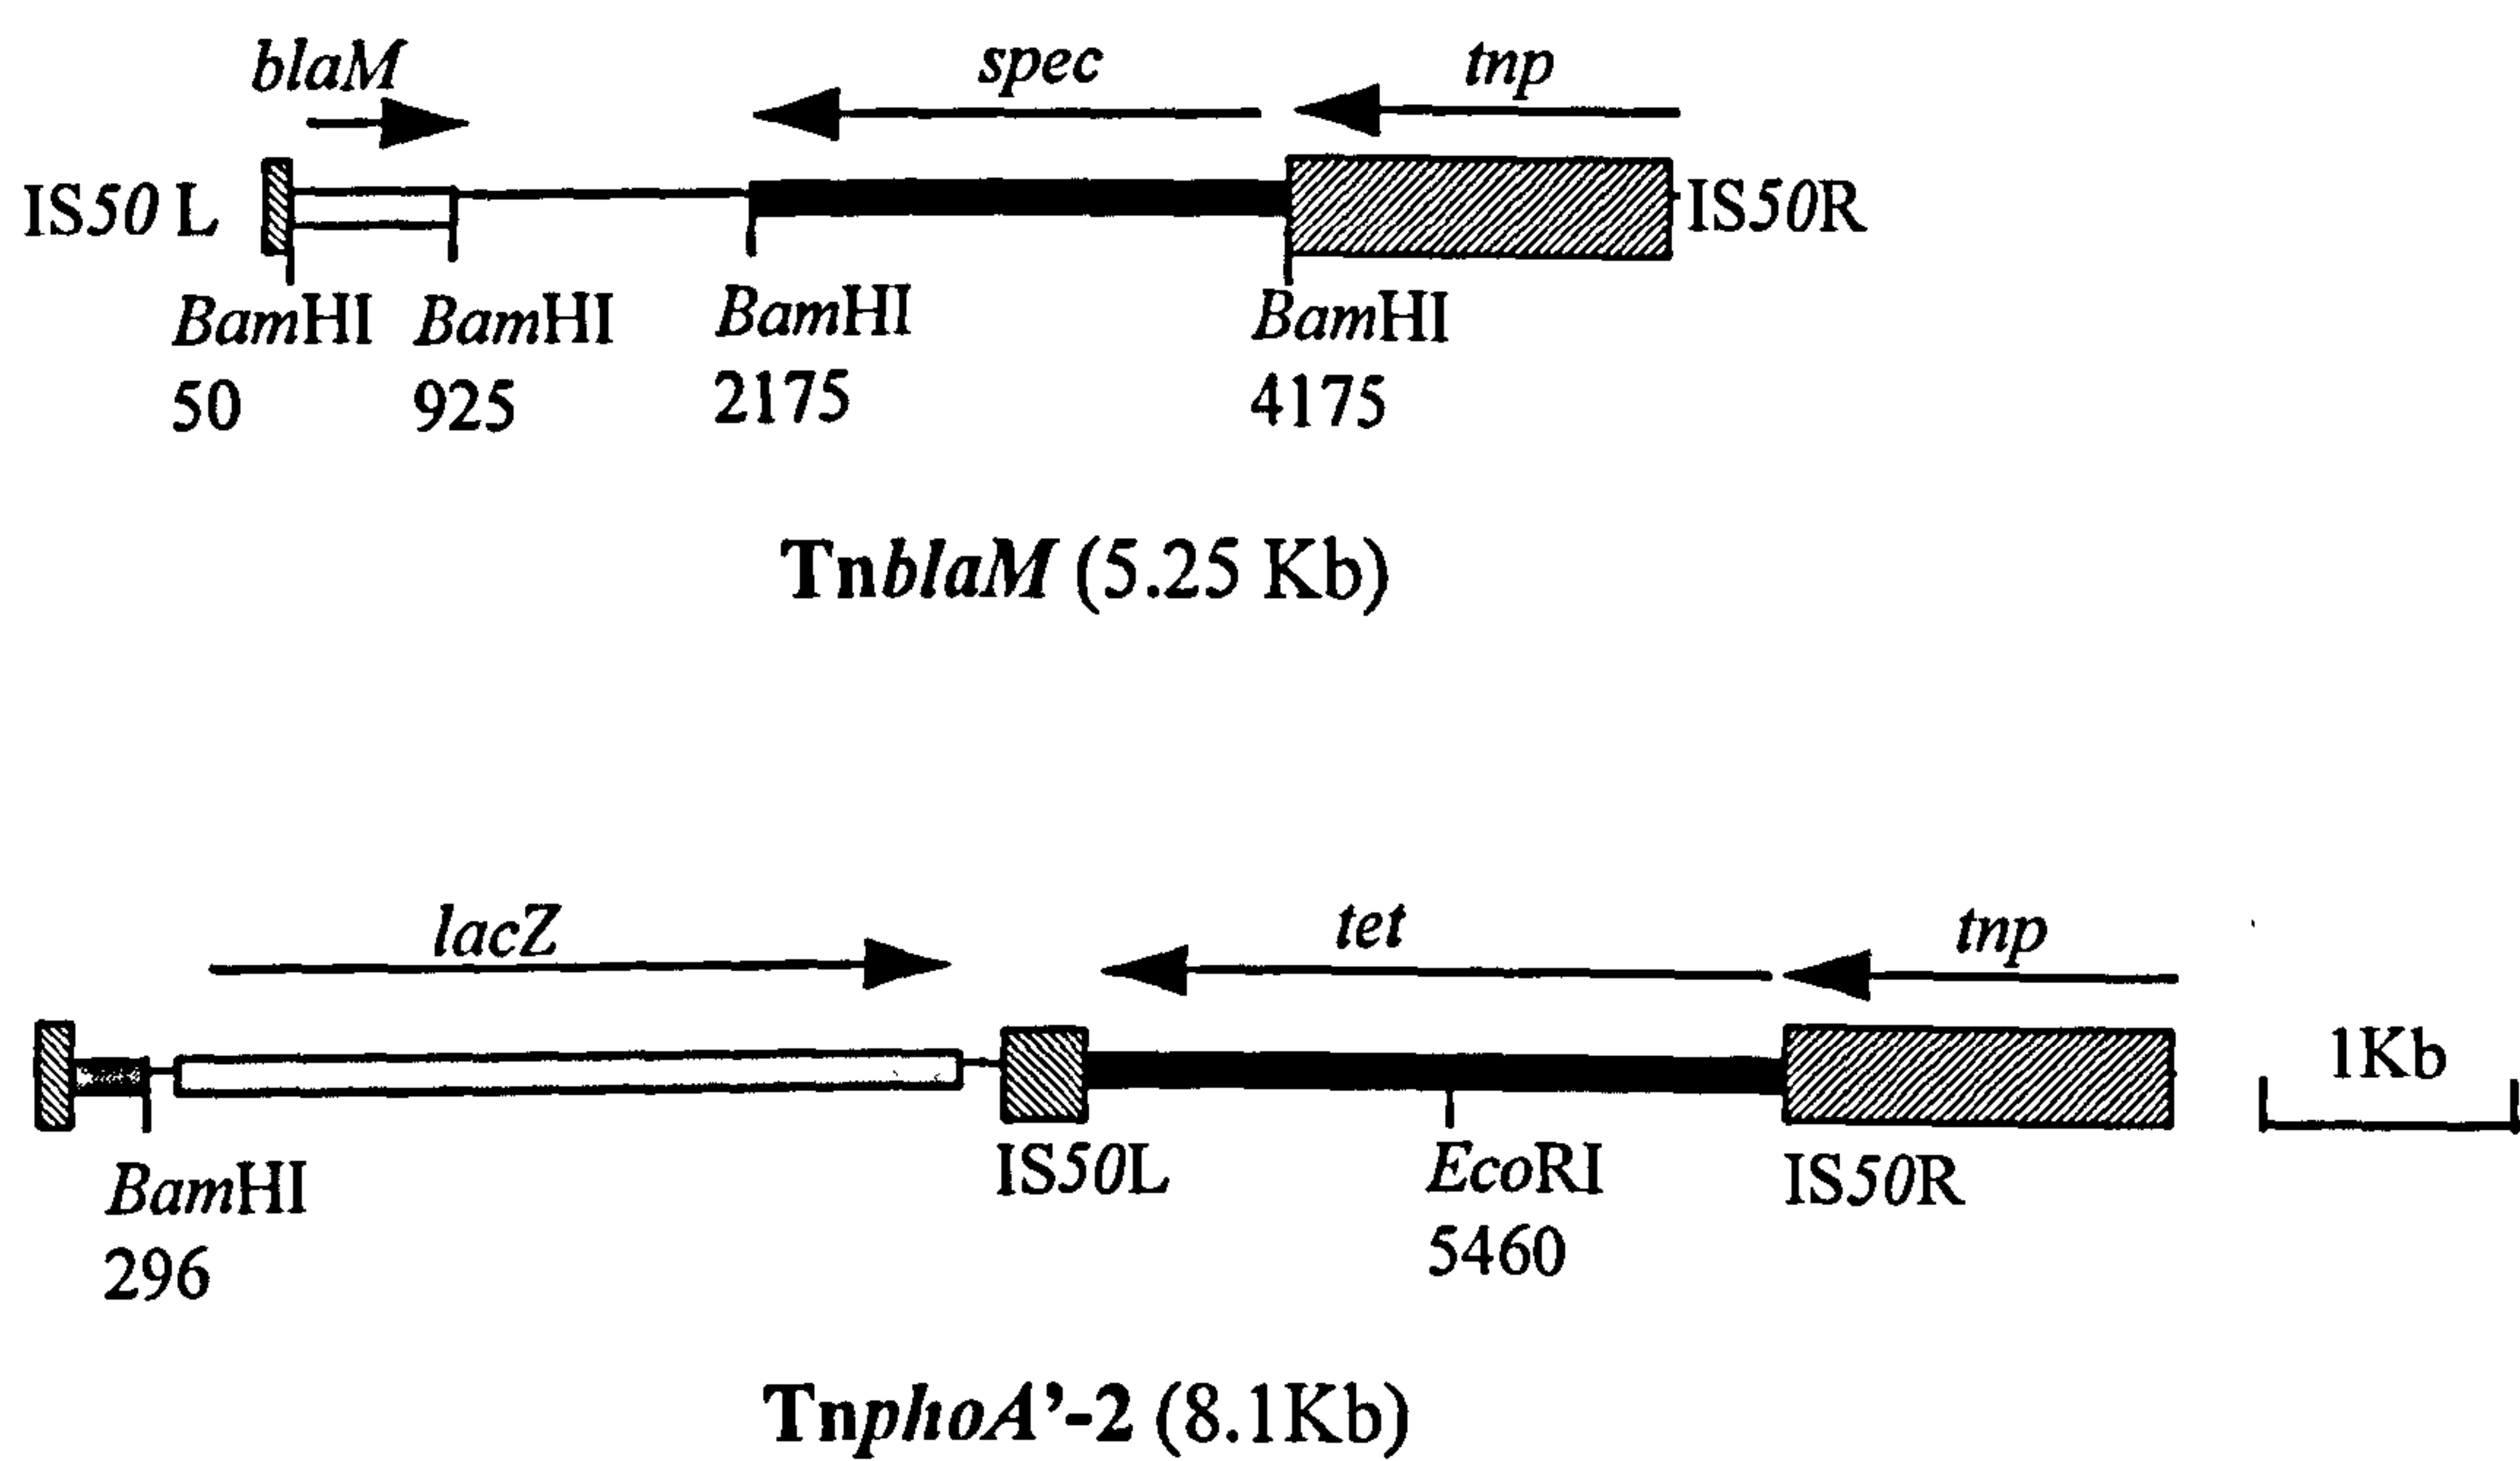 blaM spec tnp
IS50 L IS50R
BamHI BamHI BamHI BamHI
50 925 2175 4175
TnblaM (5.25 Kb)
lacZ tet tnp
1Kb
BamHI IS50L EcoRI IS50R
296 5460
TnphoA’-2 (8.1Kb)